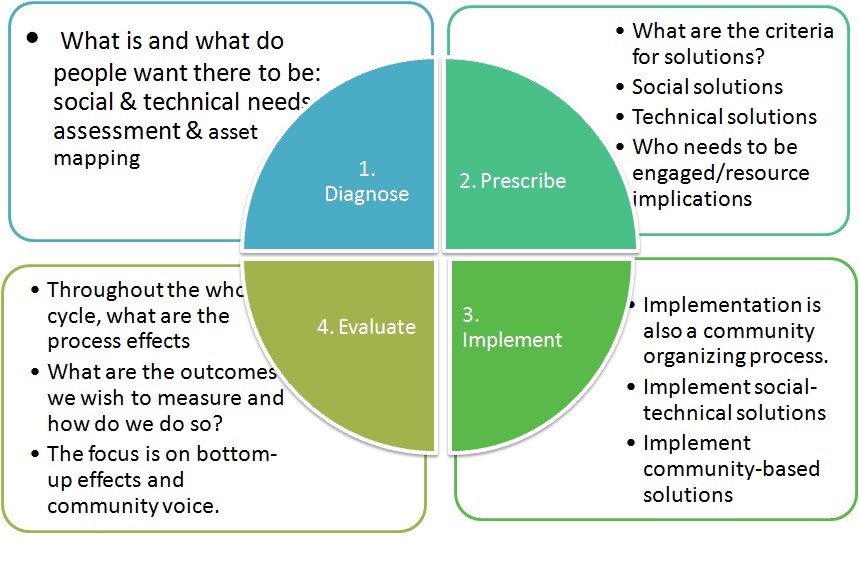 • What is and what do
people want there to be:
social & technical needs
assessment & asset
mapping
1.
Diagnose
• What are the criteria
for solutions?
• Social solutions
• Technical solutions
• Who needs to be
engaged/resource
implications
2. Prescribe
• Implementation is
also a community
organizing process.
• Implement social-
technical solutions
• Implement
community-based
solutions
3.
Implement
• Throughout the who
cycle, what are the
process effects
• What are the outcomes
we wish to measure and
how do we do so?
• The focus is on bottom-
up effects and
community voice.
4. Evaluate